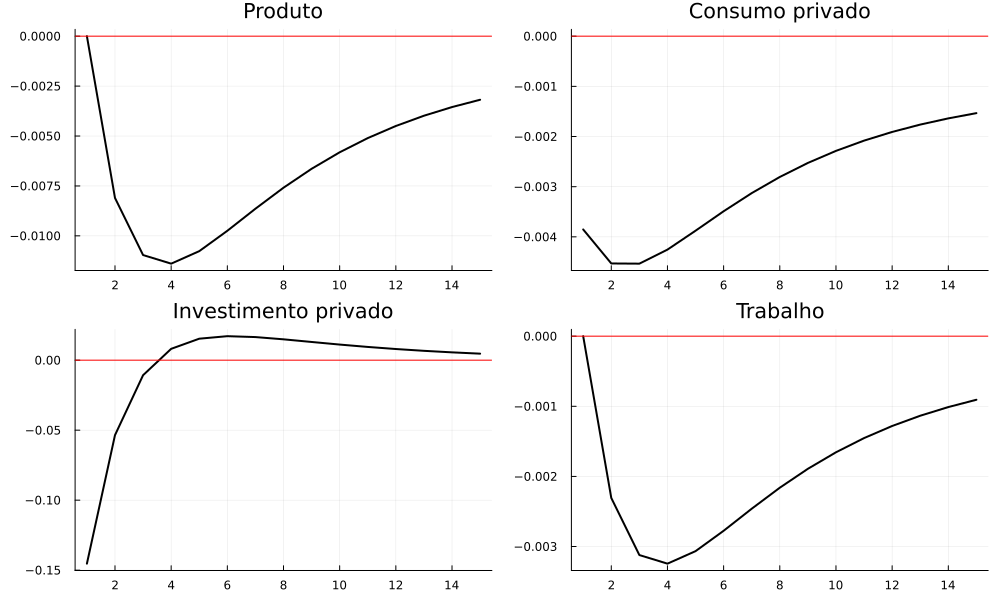 Produto
0.0000
−0.0025
−0.0050
−0.0075
−0.0100
2 4 6 8 10 12 14
Consumo privado
0.000
−0.001
−0.002
−0.003
−0.004
2 4 6 8 10 12 14
Investimento privado
0.00
−0.05
−0.10
−0.15
2 4 6 8 10 12 14
Trabalho
0.000
−0.001
−0.002
−0.003
2 4 6 8 10 12 14